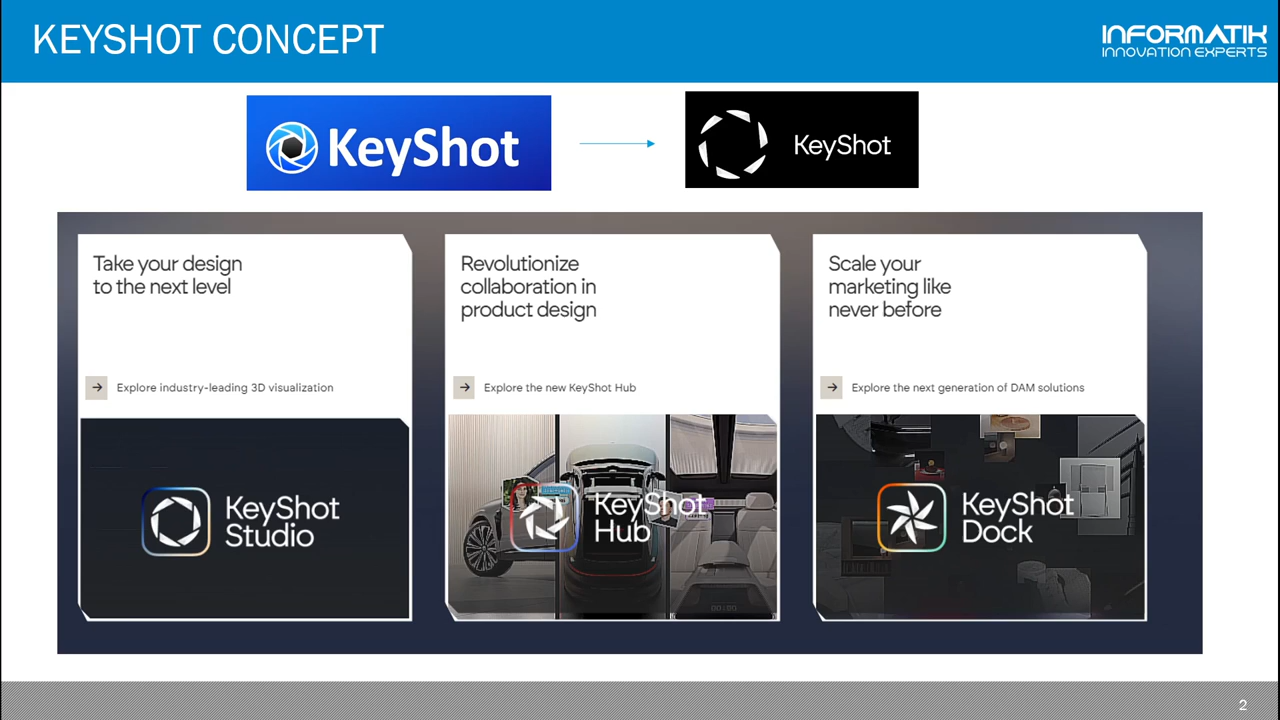 KEYSHOT CONCEPT
INFORMATIK
INNOVATION EXPERTS
KeyShot
KeyShot
Take your design
to the next level
Explore industry-leading 3D visualization
KeyShot
Studio
Revolutionize
collaboration in
product design
Explore the new KeyShot Hub
KeyShot
Hub
Scale your
marketing like
never before
Explore the next generation of DAM solutions
KeyShot
Dock
2